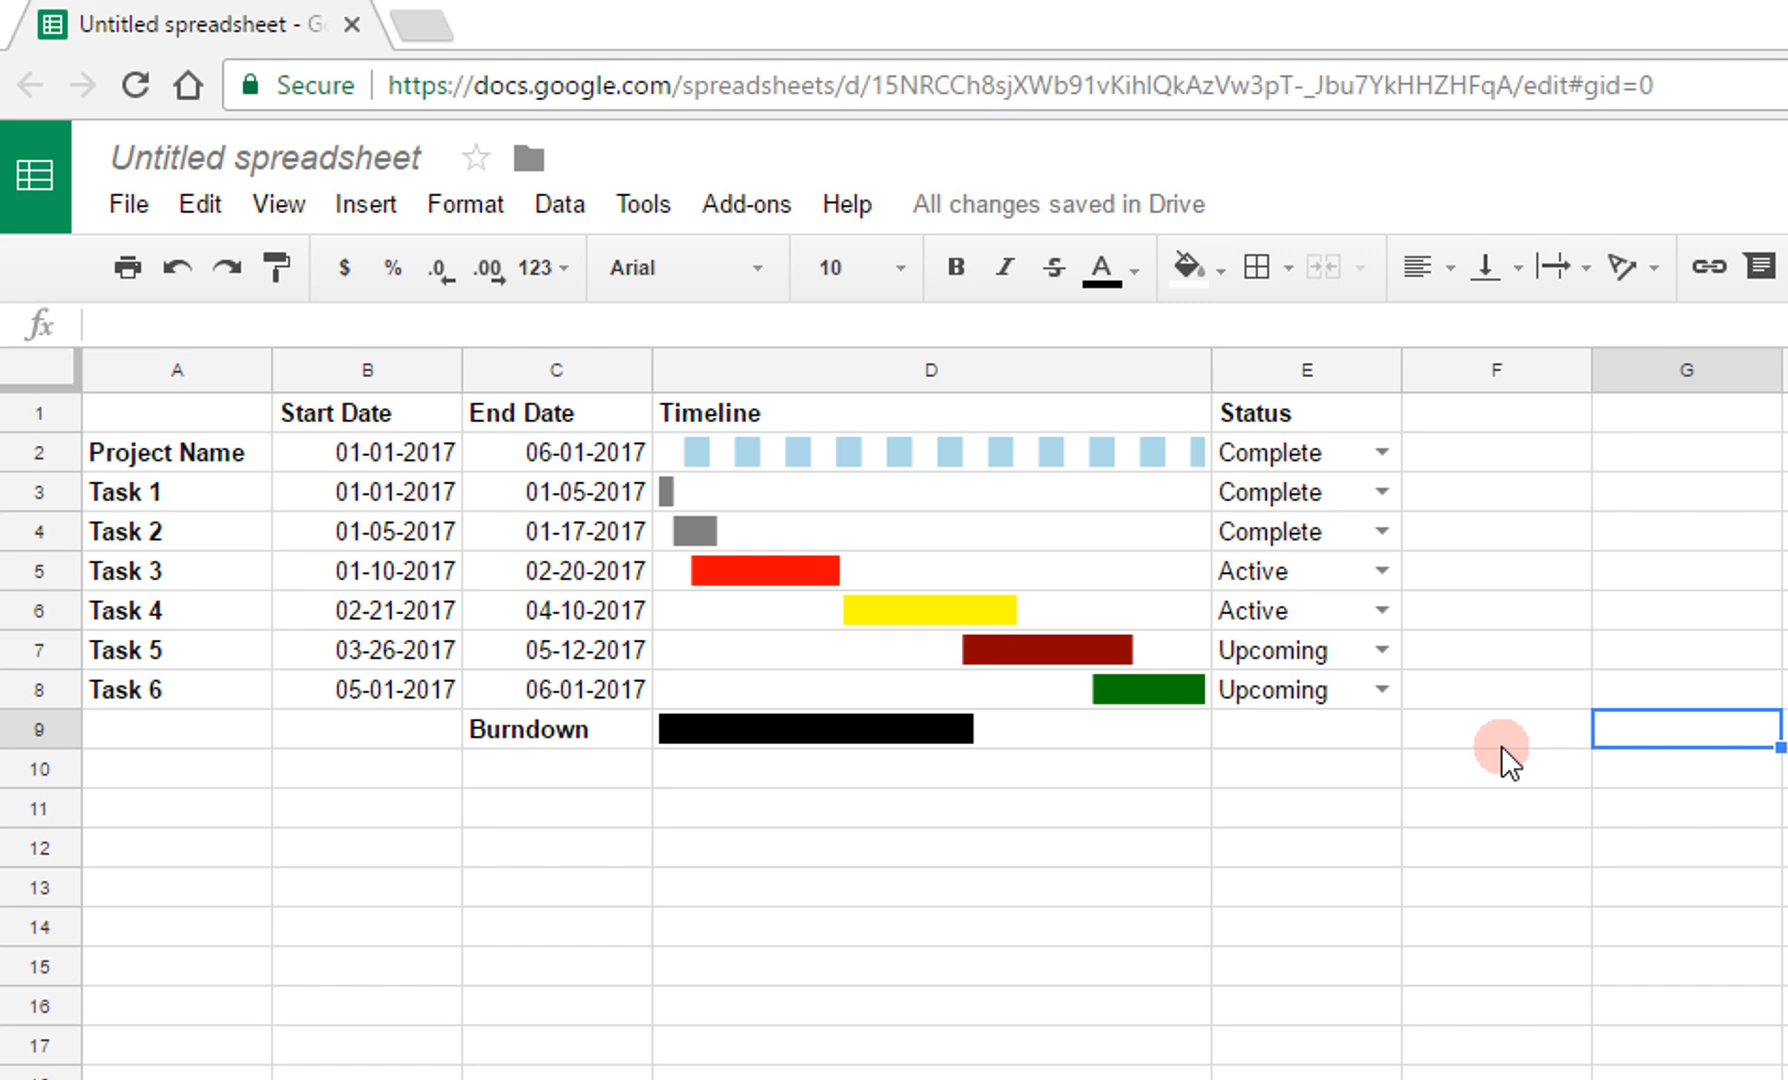 Untitled spreadsheet - Go
Secure https://docs.google.com/spreadsheets/d/15NRCCh8sjXWb91vKihlQkAzVw3pT-_Jbu7YkHHZHFqA/edit#gid=0
Untitled spreadsheet
File Edit View Insert Format Data Tools Add-ons Help All changes saved in Drive
$ % .0 .00 123 Arial 10 B I S A
fx
A B C D E F G
1 Start Date End Date Timeline Status
2 Project Name 01-01-2017 06-01-2017 Complete
3 Task 1 01-01-2017 01-05-2017 Complete
4 Task 2 01-05-2017 01-17-2017 Complete
5 Task 3 01-10-2017 02-20-2017 Active
6 Task 4 02-21-2017 04-10-2017 Active
7 Task 5 03-26-2017 05-12-2017 Upcoming
8 Task 6 05-01-2017 06-01-2017 Upcoming
9 Burndown
10
11
12
13
14
15
16
17